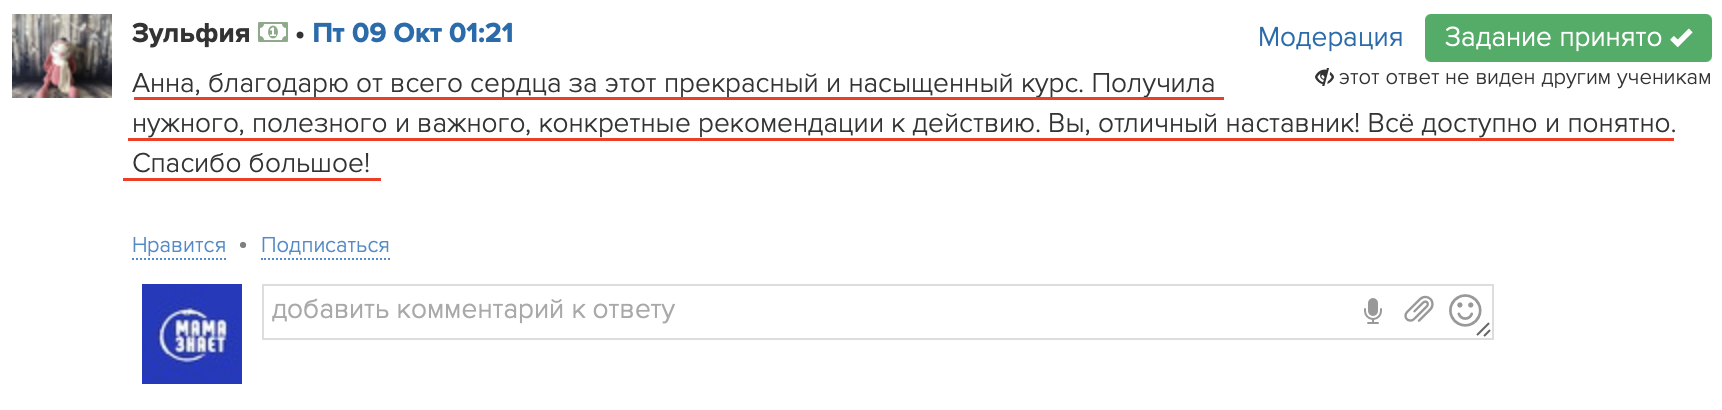 Зульфия • Пт 09 Окт 01:21
Модерация
Задание принято
этот ответ не виден другим ученикам
Анна, благодарю от всего сердца за этот прекрасный и насыщенный курс. Получила
нужного, полезного и важного, конкретные рекомендации к действию. Вы, отличный наставник! Всё доступно и понятно.
Спасибо большое!
Нравится • Подписаться
МАМА
ЗНАЕТ
добавить комментарий к ответу